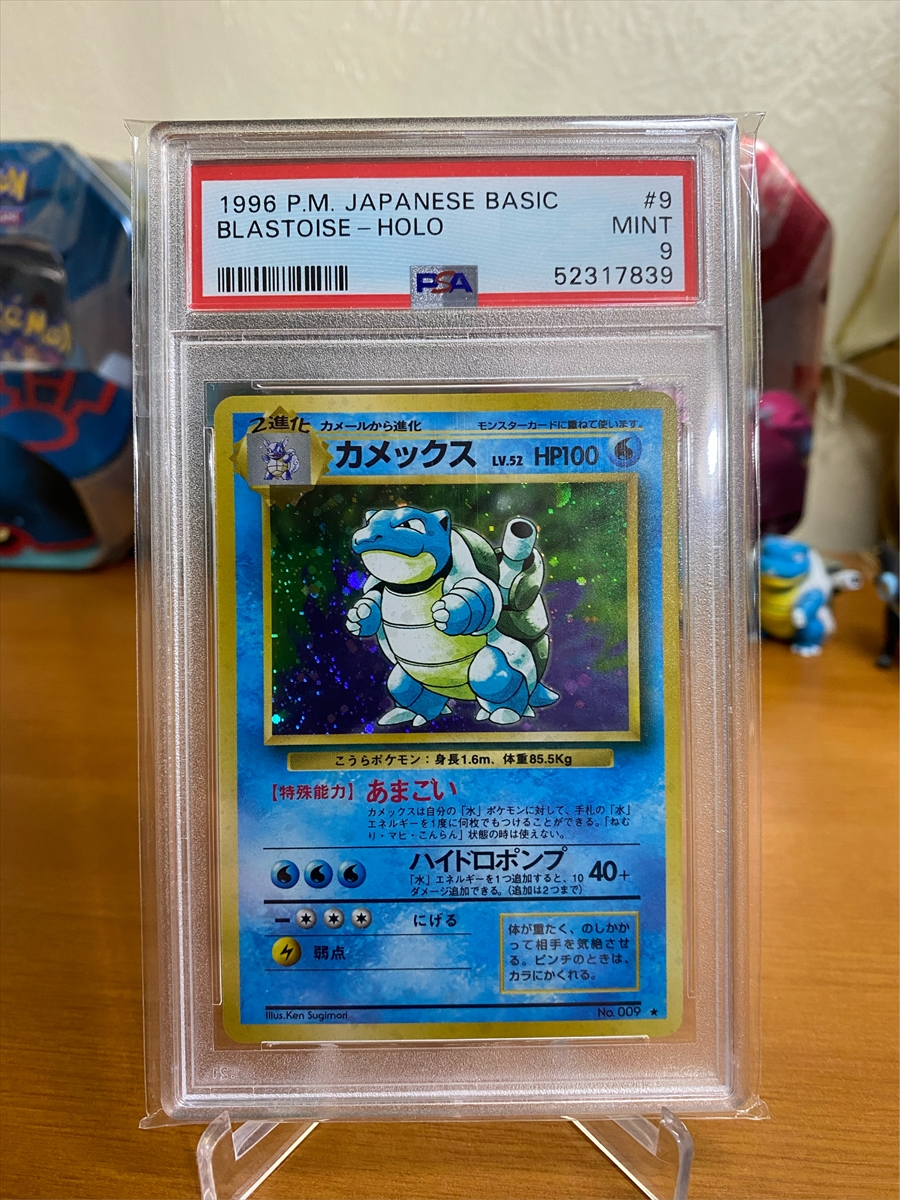 1996 P.M. JAPANESE BASIC #9
BLASTOISE - HOLO MINT
9
PSA 52317839
2進化 カメールから進化 モンスターカードに重ねて使います。
カメックス LV.52 HP100
こうらポケモン:身長1.6m、体重85.5Kg
【特殊能力】 あまごい
カメックスは自分の「水」ポケモンに対して、手札の「水」
エネルギーを1度に何枚でもつけることができる。「ねむ
り・マヒ・こんらん」状態の時は使えない。
ハイドロポンプ
「水」エネルギーを1つ追加すると、10
ダメージ追加できる。(追加は2つまで)
40+
にげる
弱点
体が重たく、のしかか
って相手を気絶させ
る。ピンチのときは、
カラにかくれる。
Illus.Ken Sugimori No. 009 ★